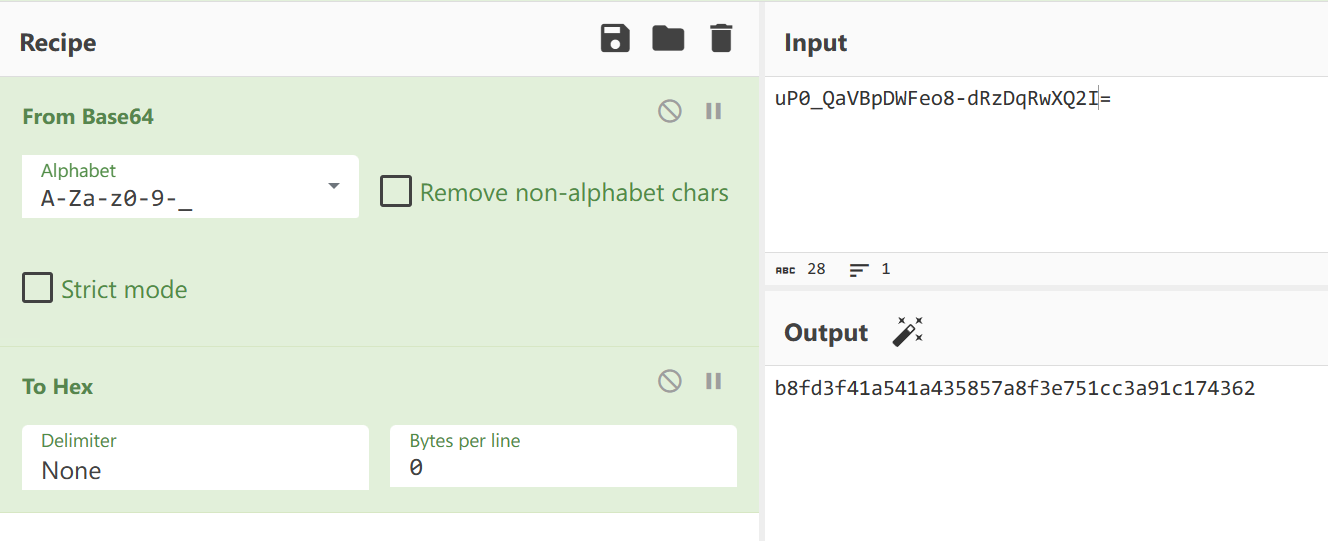 Recipe
From Base64
Alphabet
A-Za-z0-9-_
Remove non-alphabet chars
Strict mode
To Hex
Delimiter
None
Bytes per line
0
Input
uP0_QaVBpDWFeo8-dRzDqRwXQ2I=
ABC 28 1
Output
b8fd3f41a541a435857a8f3e751cc3a91c174362